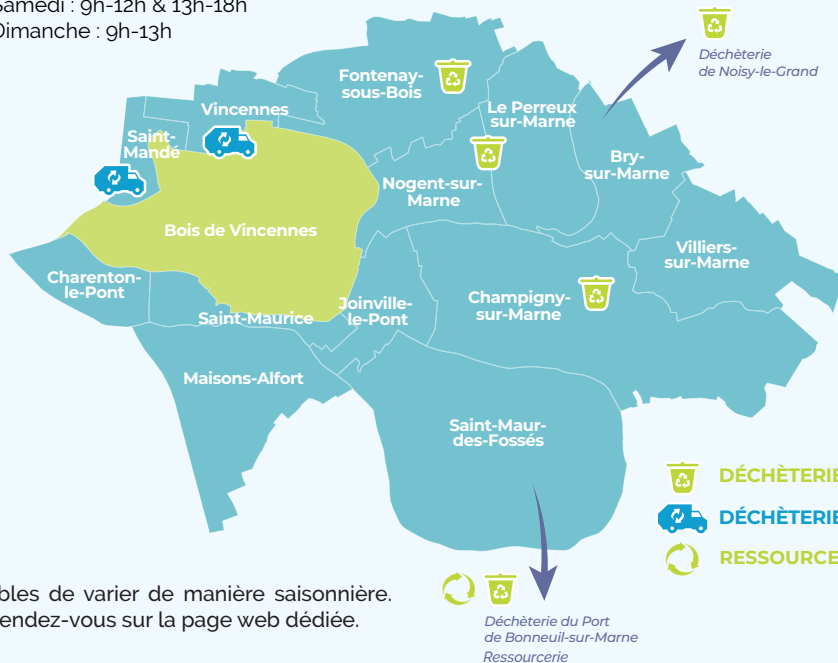 Samedi : 9h-12h & 13h-18h
Dimanche : 9h-13h
Déchèterie
de Noisy-le-Grand
Fontenay-
sous-Bois
Vincennes
Le Perreux
sur-Marne
Saint-
Mandé
Bry-
sur-Marne
Nogent-sur-
Marne
Bois de Vincennes
Villiers-
sur-Marne
Charenton-
le-Pont
Joinville-
le-Pont
Champigny-
sur-Marne
Saint-Maurice
Maisons-Alfort
Saint-Maur-
des-Fossés
DÉCHÈTERIE
DÉCHÈTERIE
RESSOURCE
bles de varier de manière saisonnière.
endez-vous sur la page web dédiée.
Déchèterie du Port
de Bonneuil-sur-Marne
Ressourcerie